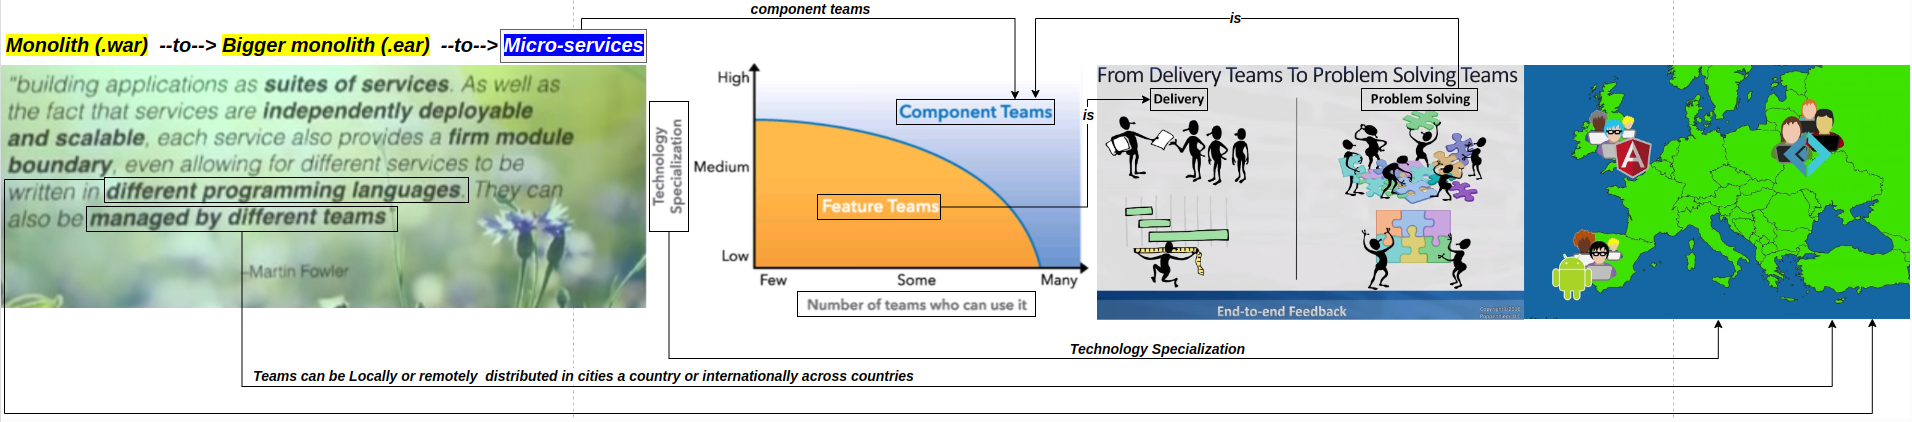 component teams
is
Monolith (.war) --to--> Bigger monolith (.ear) --to--> Micro-services
“building applications as suites of services. As well as
the fact that services are independently deployable
and scalable, each service also provides a firm module
boundary, even allowing for different services to be
written in different programming languages. They can
also be managed by different teams”
–Martin Fowler
Technology
Specialization
High
Medium
Low
Component Teams
Feature Teams
Few Some Many
Number of teams who can use it
is
From Delivery Teams To Problem Solving Teams
Delivery
Problem Solving
End-to-end Feedback
Technology Specialization
Teams can be Locally or remotely distributed in cities a country or internationally across countries